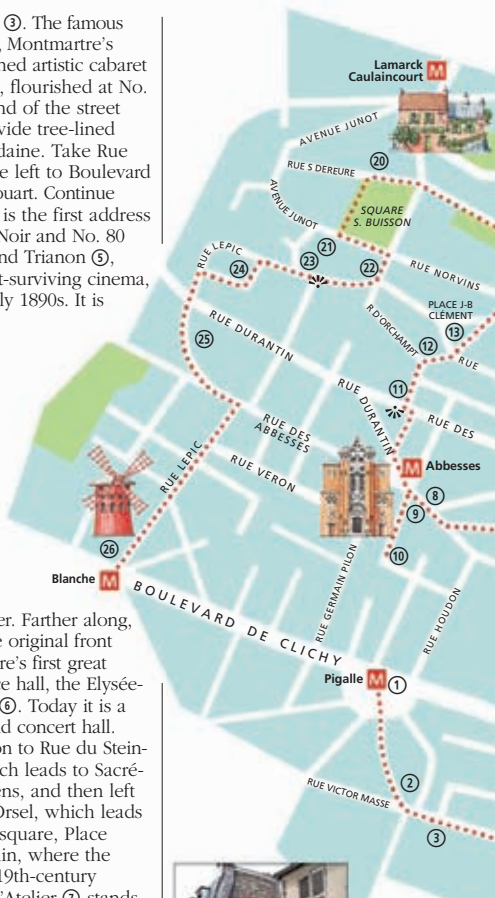 ③. The famous
, Montmartre's
ned artistic cabaret
, flourished at No.
nd of the street
wide tree-lined
daine. Take Rue
e left to Boulevard
ouart. Continue
is the first address
Noir and No. 80
nd Trianon ⑤,
t-surviving cinema,
ly 1890s. It is
er. Farther along,
e original front
re's first great
ce hall, the Elysée-
⑥. Today it is a
nd concert hall.
on to Rue du Stein-
ch leads to Sacré-
ens, and then left
Orsel, which leads
square, Place
in, where the
19th-century
'Atelier ⑦ stands
Lamarck
Caulaincourt M
AVENUE JUNOT
⑳
RUE S DEREURE
AVENUE JUNOT
SQUARE
S. BUISSON
㉑
RUE LEPIC
㉓
㉔
㉒
RUE NORVINS
PLACE J-B
CLÉMENT
⑬
R.D'ORCHAMPT
⑫
RUE
㉕
RUE DURANTIN
⑪
RUE DURANTIN
RUE DES
RUE DES
ABBESSES
M Abbesses
RUE LEPIC
RUE VERON
⑧
⑨
⑩
㉖
Blanche M
BOULEVARD DE CLICHY
RUE GERMAIN PILON
RUE HOUDON
Pigalle M ①
②
RUE VICTOR MASSE
③